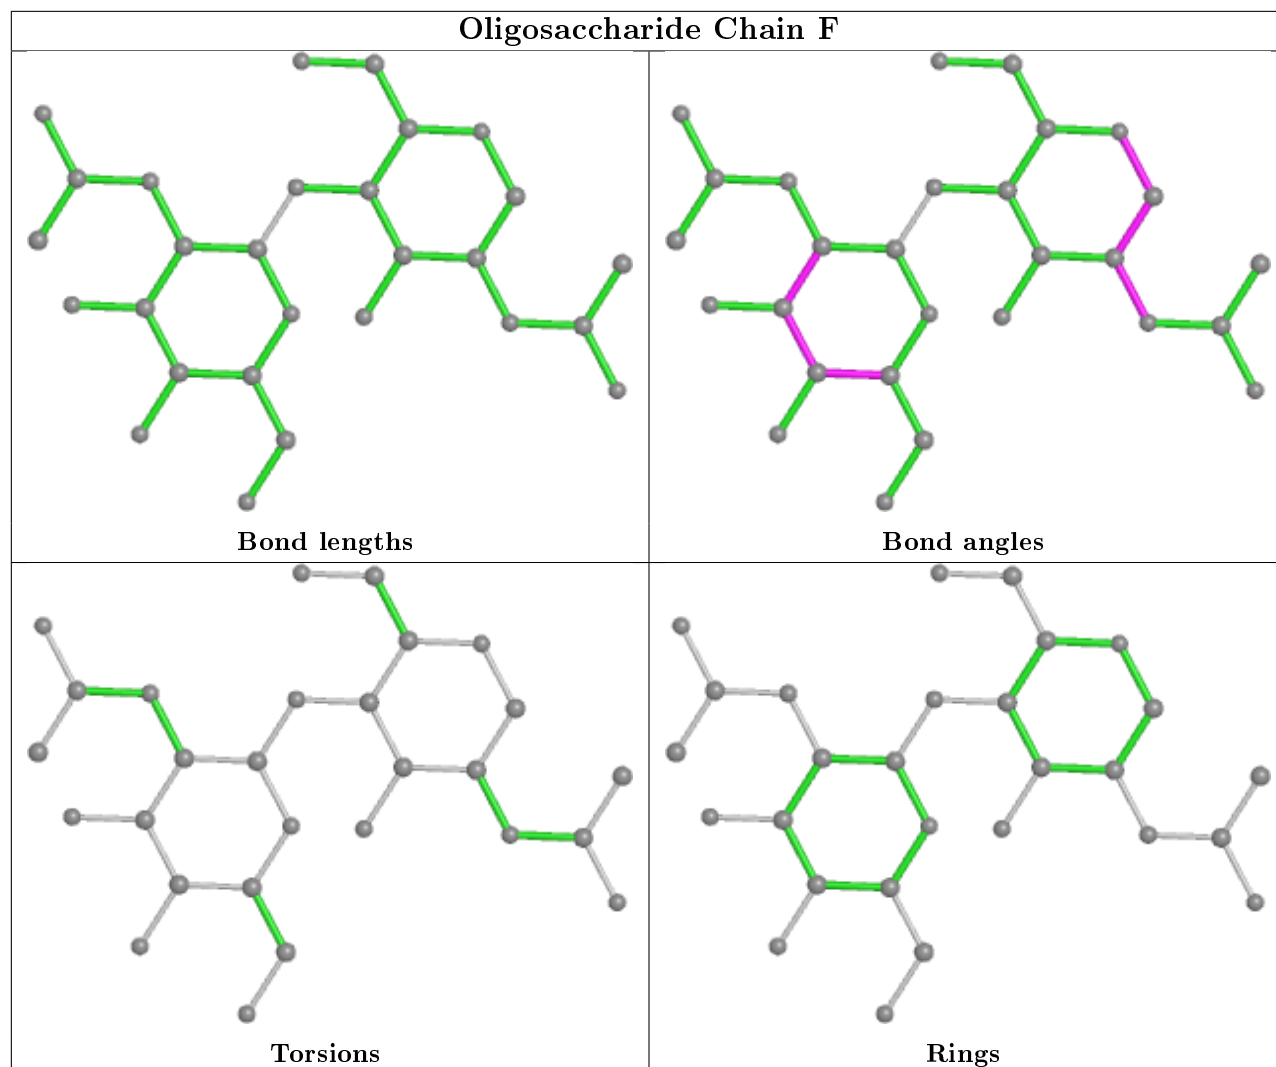 Oligosaccharide Chain F
Bond lengths
Bond angles
Torsions
Rings